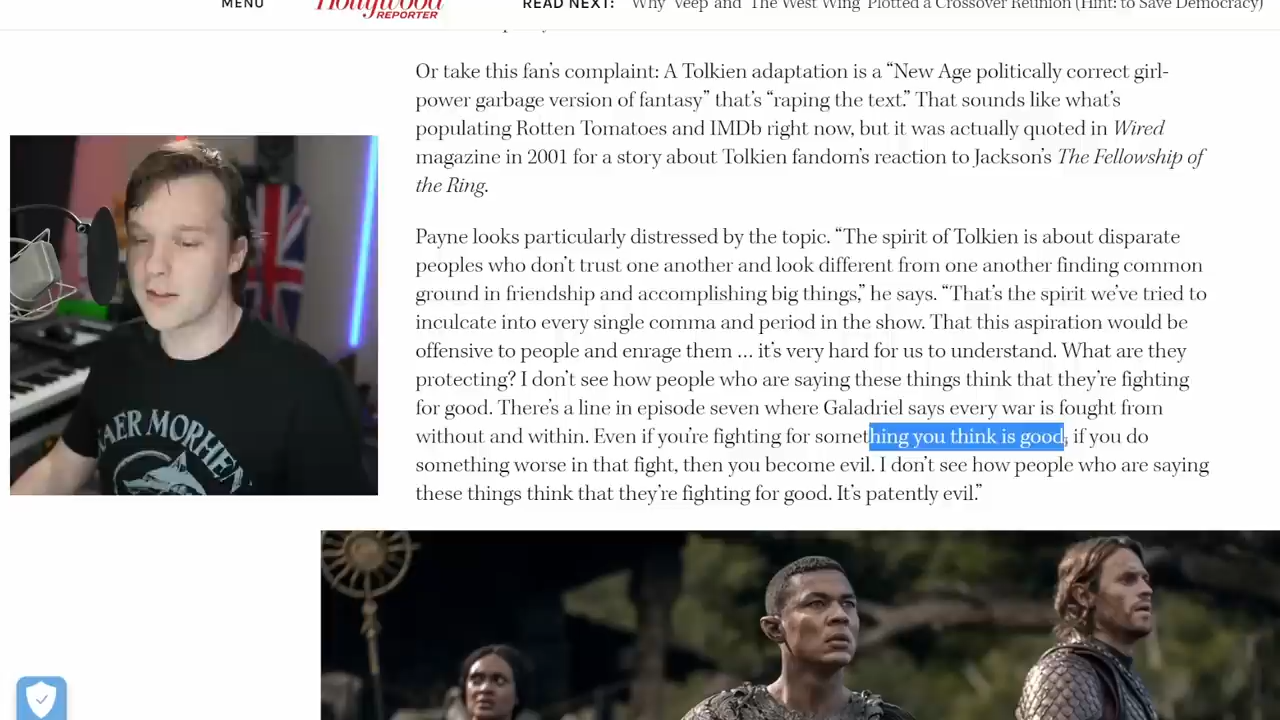 MENU
Hollywood
REPORTER
READ NEXT: Why 'Veep' and 'The West Wing' Plotted a Crossover Reunion (Hint: to Save Democracy)
Or take this fan's complaint: A Tolkien adaptation is a “New Age politically correct girl-
power garbage version of fantasy” that's “raping the text.” That sounds like what's
populating Rotten Tomatoes and IMDb right now, but it was actually quoted in Wired
magazine in 2001 for a story about Tolkien fandom's reaction to Jackson's The Fellowship of
the Ring.
Payne looks particularly distressed by the topic. “The spirit of Tolkien is about disparate
peoples who don't trust one another and look different from one another finding common
ground in friendship and accomplishing big things,” he says. “That's the spirit we've tried to
inculcate into every single comma and period in the show. That this aspiration would be
offensive to people and enrage them … it's very hard for us to understand. What are they
protecting? I don't see how people who are saying these things think that they're fighting
for good. There's a line in episode seven where Galadriel says every war is fought from
without and within. Even if you're fighting for something you think is good, if you do
something worse in that fight, then you become evil. I don't see how people who are saying
these things think that they're fighting for good. It's patently evil.”
KAER MORHEN